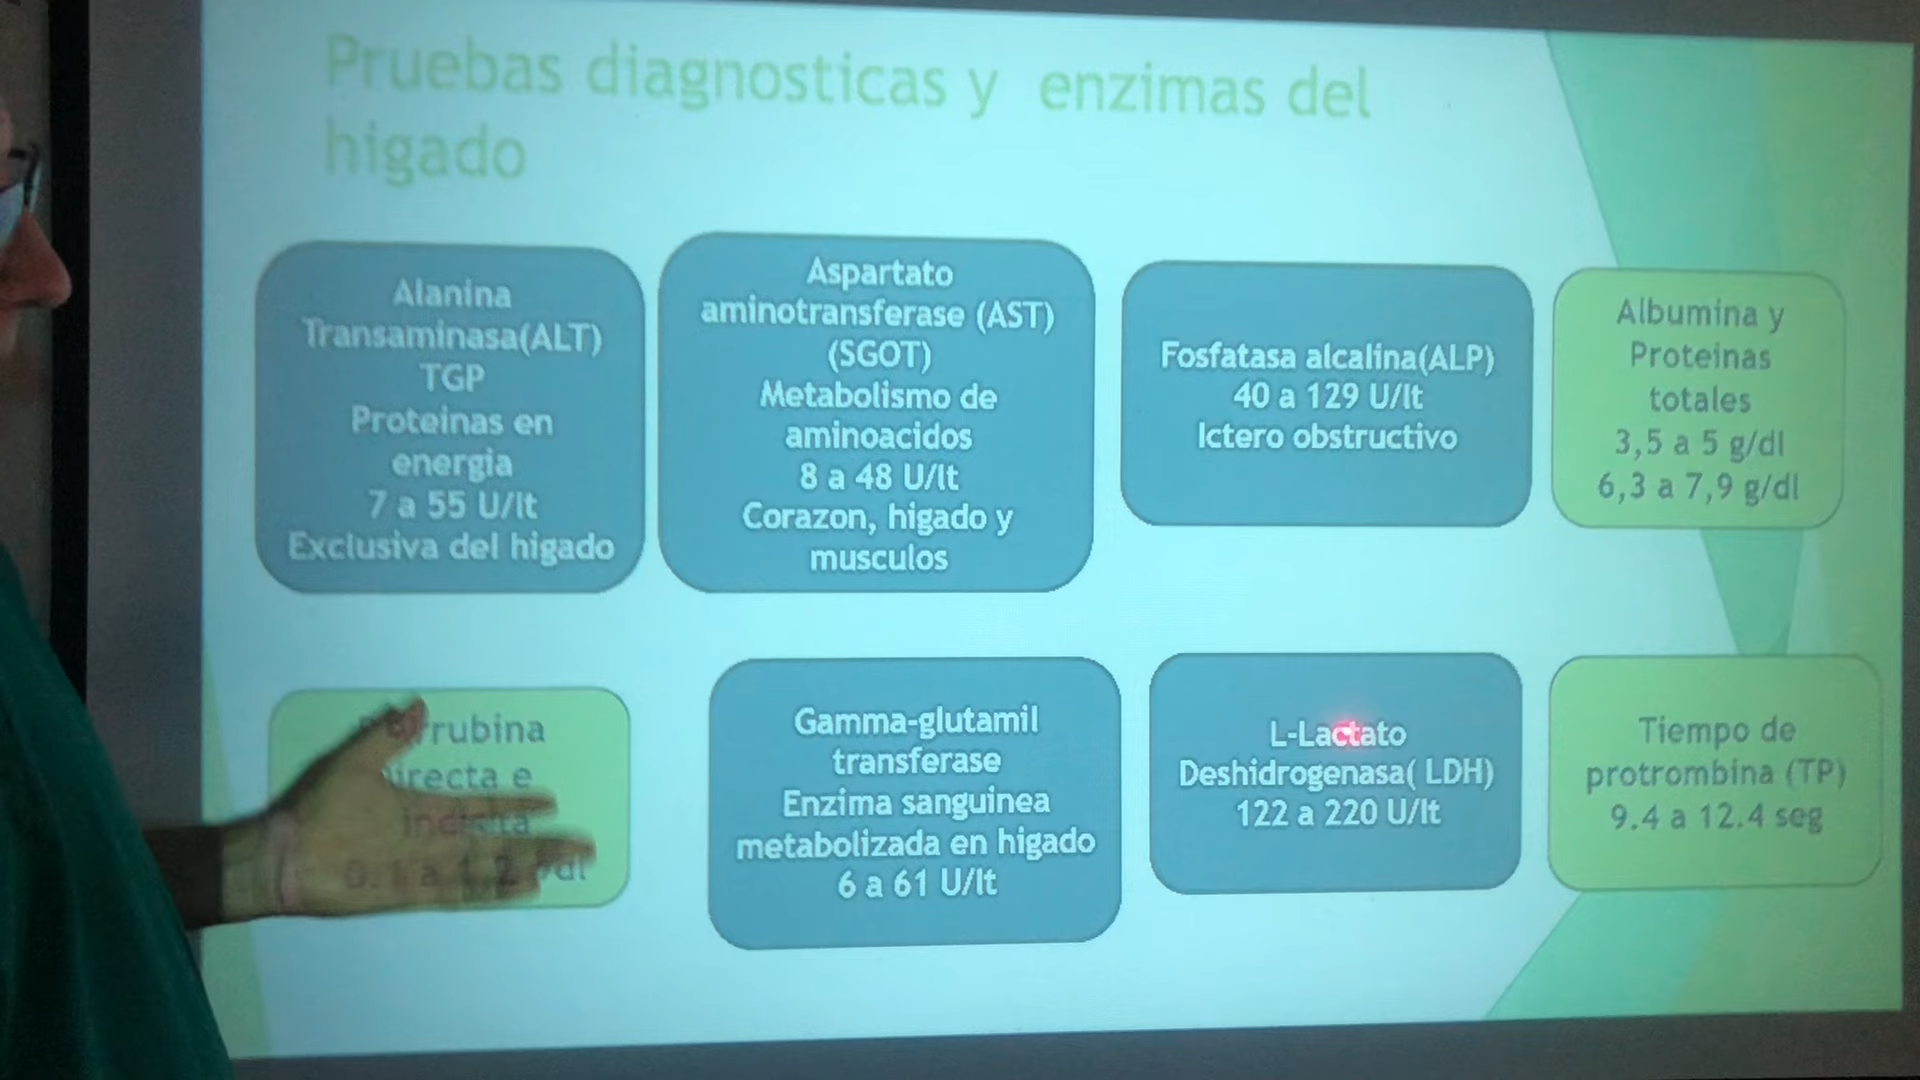 Pruebas diagnosticas y enzimas del
higado
Alanina
Transaminasa(ALT)
TGP
Proteinas en
energia
7 a 55 U/lt
Exclusiva del higado
Aspartato
aminotransferase (AST)
(SGOT)
Metabolismo de
aminoacidos
8 a 48 U/lt
Corazon, higado y
musculos
Fosfatasa alcalina(ALP)
40 a 129 U/lt
Ictero obstructivo
Albumina y
Proteinas
totales
3,5 a 5 g/dl
6,3 a 7,9 g/dl
e
Gamma-glutamil
transferase
Enzima sanguinea
metabolizada en higado
6 a 61 U/lt
L-Lactato
Deshidrogenasa( LDH)
122 a 220 U/lt
Tiempo de
protrombina (TP)
9.4 a 12.4 seg